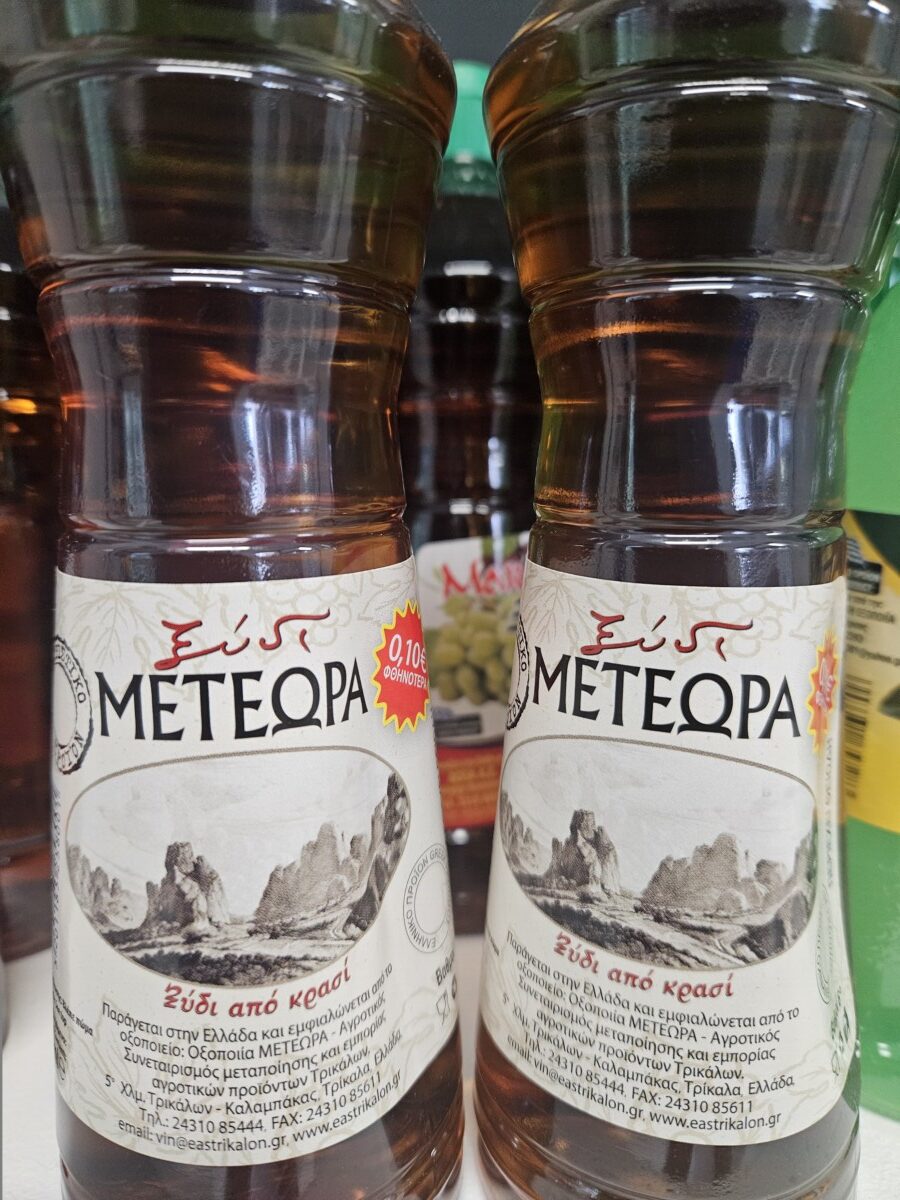 Ξύδι
ΜΕΤΕΩΡΑ
0,10€
ΦΘΗΝΟΤΕΡΑ
ΕΛΛΗΝΙΚΟ ΠΡΟΪΟΝ
Ξύδι από κρασί
Παράγεται στην Ελλάδα και εμφιαλώνεται από το
οξοποιείο: Οξοποιία ΜΕΤΕΩΡΑ - Αγροτικός
Συνεταιρισμός μεταποίησης και εμπορίας
αγροτικών προϊόντων Τρικάλων.
5° Χλμ. Τρικάλων - Καλαμπάκας, Τρίκαλα, Ελλάδα
Τηλ.: 24310 85444, FAX: 24310 85611
email: vin@eastrikalon.gr, www.eastrikalon.gr
Ξύδι
ΜΕΤΕΩΡΑ
Ξύδι από κρασί
Παράγεται στην Ελλάδα και εμφιαλώνεται από το
οξοποιείο: Οξοποιία ΜΕΤΕΩΡΑ - Αγροτικός
Συνεταιρισμός μεταποίησης και εμπορίας
αγροτικών προϊόντων Τρικάλων.
5° Χλμ. Τρικάλων - Καλαμπάκας, Τρίκαλα, Ελλάδα
Τηλ.: 24310 85444, FAX: 24310 85611
email: vin@eastrikalon.gr, www.eastrikalon.gr